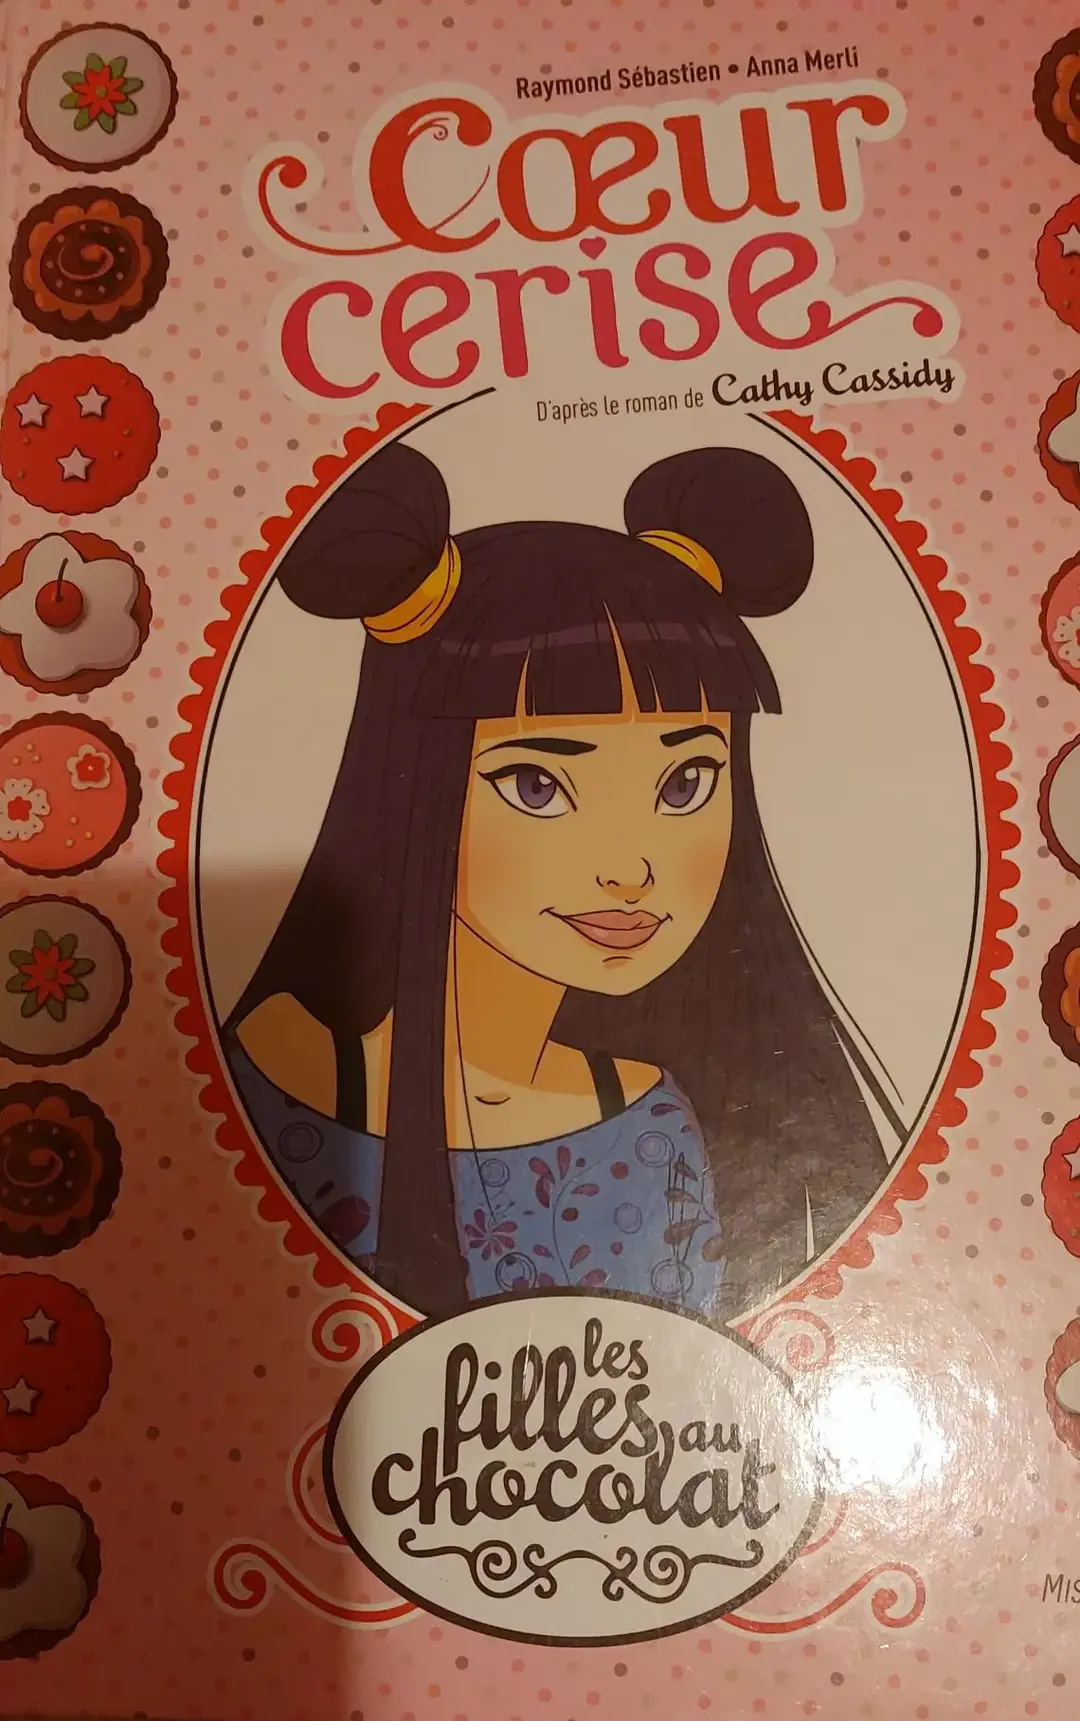 Raymond Sébastien • Anna Merli
Cœur
cerise
D'après le roman de Cathy Cassidy
les
filles au
chocolat